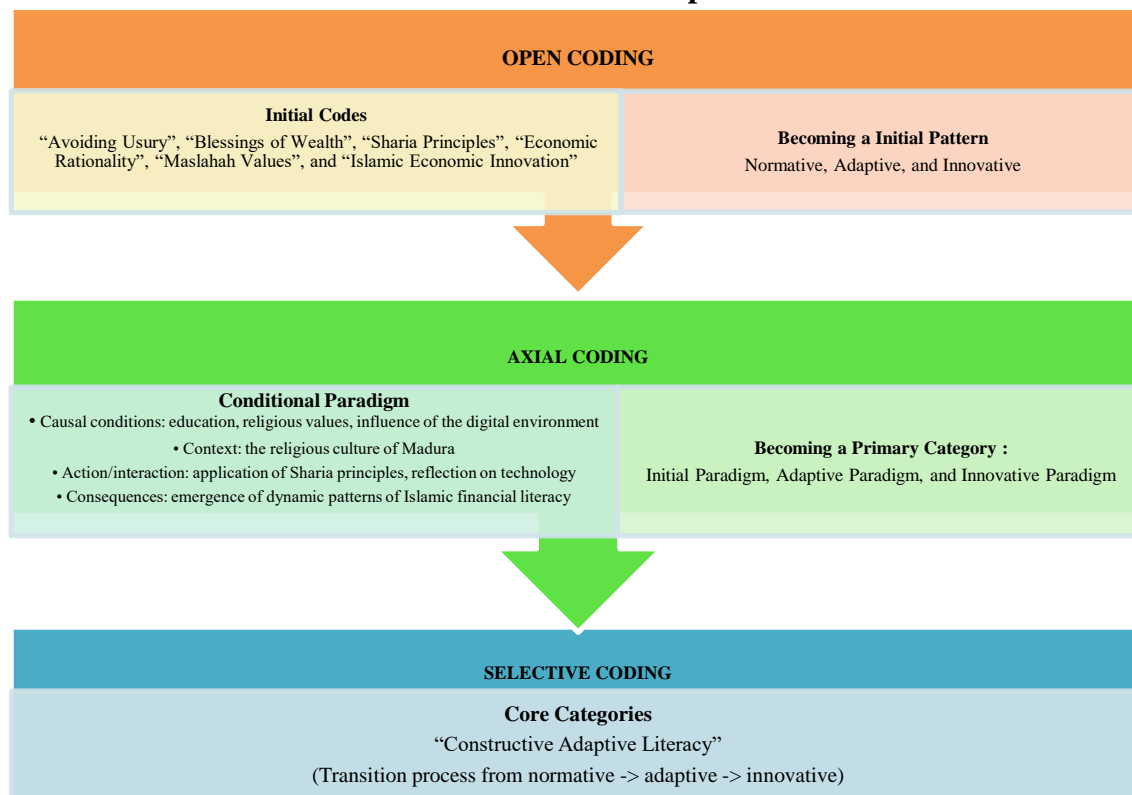 OPEN CODING
Initial Codes
“Avoiding Usury”, “Blessings of Wealth”, “Sharia Principles”, “Economic
Rationality”, “Maslahah Values”, and “Islamic Economic Innovation”
Becoming a Initial Pattern
Normative, Adaptive, and Innovative
AXIAL CODING
Conditional Paradigm
• Causal conditions: education, religious values, influence of the digital environment
• Context: the religious culture of Madura
• Action/interaction: application of Sharia principles, reflection on technology
• Consequences: emergence of dynamic patterns of Islamic financial literacy
Becoming a Primary Category :
Initial Paradigm, Adaptive Paradigm, and Innovative Paradigm
SELECTIVE CODING
Core Categories
“Constructive Adaptive Literacy”
(Transition process from normative -> adaptive -> innovative)